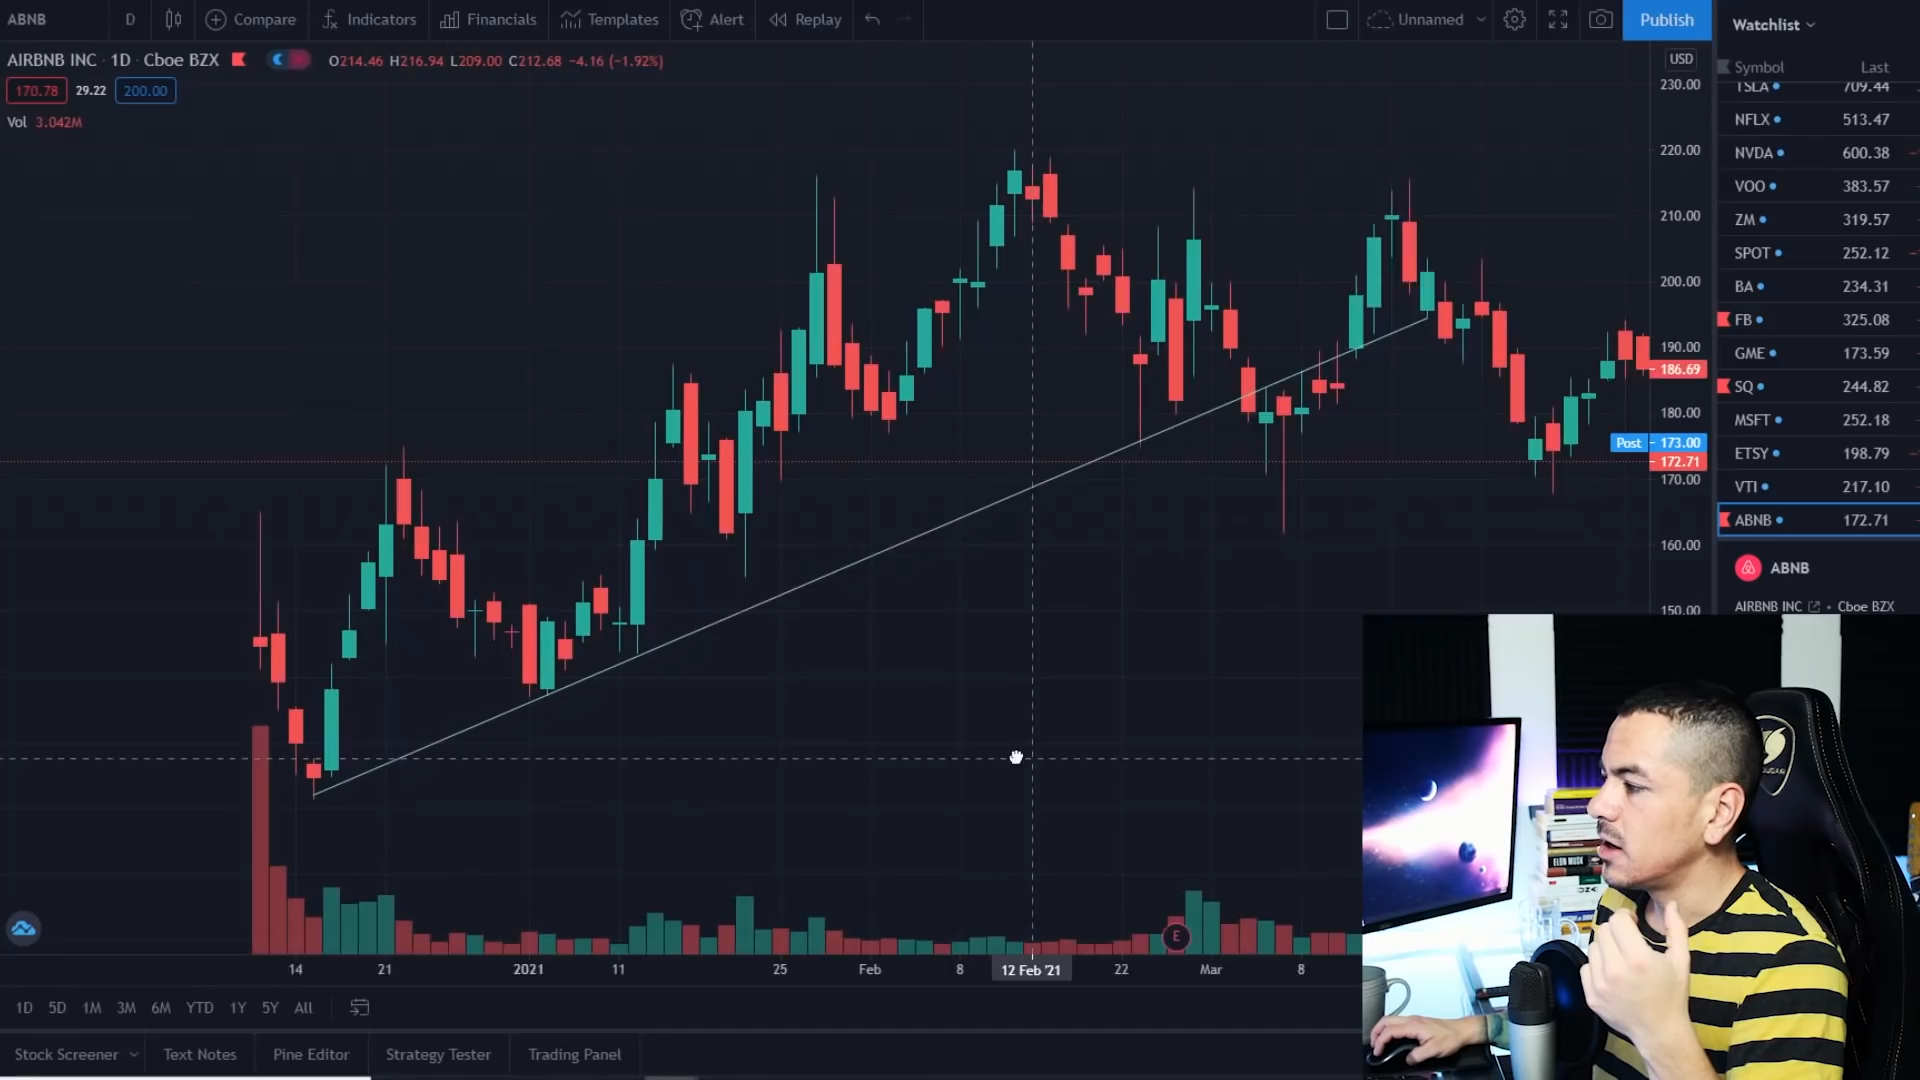 ABNB D Compare Indicators Financials Templates Alert Replay Unnamed Publish
AIRBNB INC · 1D · Cboe BZX O214.46 H216.94 L209.00 C212.68 −4.16 (−1.92%)
170.78 29.22 200.00
Vol 3.042M
USD
230.00
220.00
210.00
200.00
190.00
186.69
180.00
Post 173.00
172.71
170.00
160.00
150.00
E
14 21 2021 11 25 Feb 8 12 Feb '21 22 Mar 8
1D 5D 1M 3M 6M YTD 1Y 5Y All
Stock Screener Text Notes Pine Editor Strategy Tester Trading Panel
Watchlist
Symbol Last
TSLA 709.44
NFLX 513.47
NVDA 600.38
VOO 383.57
ZM 319.57
SPOT 252.12
BA 234.31
FB 325.08
GME 173.59
SQ 244.82
MSFT 252.18
ETSY 198.79
VTI 217.10
ABNB 172.71
ABNB
AIRBNB INC • Cboe BZX
ELON MUSK